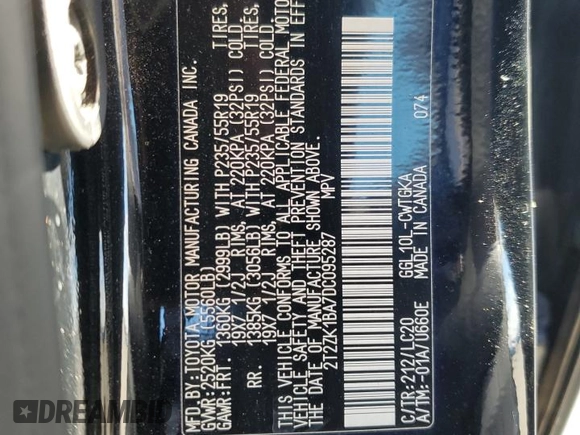 MFD. BY: TOYOTA MOTOR MANUFACTURING CANADA INC.
GVWR: 2520KG (5560LB)
GAWR: FRT. 1360KG (2999LB) WITH P235/55R19 TIRES,
19X7 1/2J RIMS, AT 220KPA (32PSI) COLD.
RR. 1385KG (3056LB) WITH P235/55R19 TIRES,
19X7 1/2J RIMS, AT 220KPA (32PSI) COLD.
THIS VEHICLE CONFORMS TO ALL APPLICABLE FEDERAL MOTOR
VEHICLE SAFETY AND THEFT PREVENTION STANDARDS IN EFF
THE DATE OF MANUFACTURE SHOWN ABOVE.
2T2ZK1BA7DC095287 MPV
C/TR:212/LC20 GGL10L-CWTGKA 074
A/TM:-01A/U660E MADE IN CANADA
DREAMBID